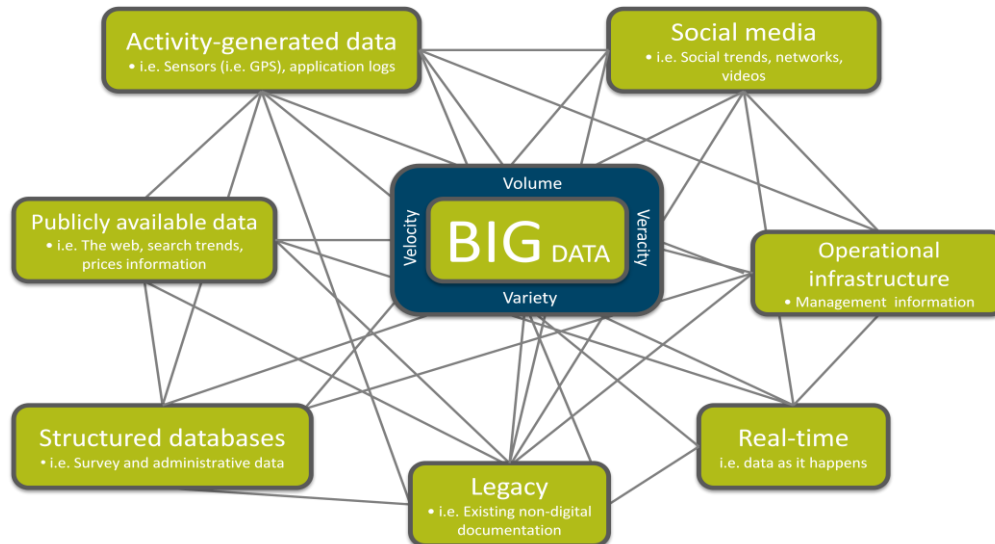 Activity-generated data
• i.e. Sensors (i.e. GPS), application logs
Social media
• i.e. Social trends, networks,
videos
Publicly available data
• i.e. The web, search trends,
prices information
Volume
Velocity
BIG DATA
Veracity
Variety
Operational
infrastructure
• Management information
Structured databases
• i.e. Survey and administrative data
Legacy
• i.e. Existing non-digital
documentation
Real-time
i.e. data as it happens